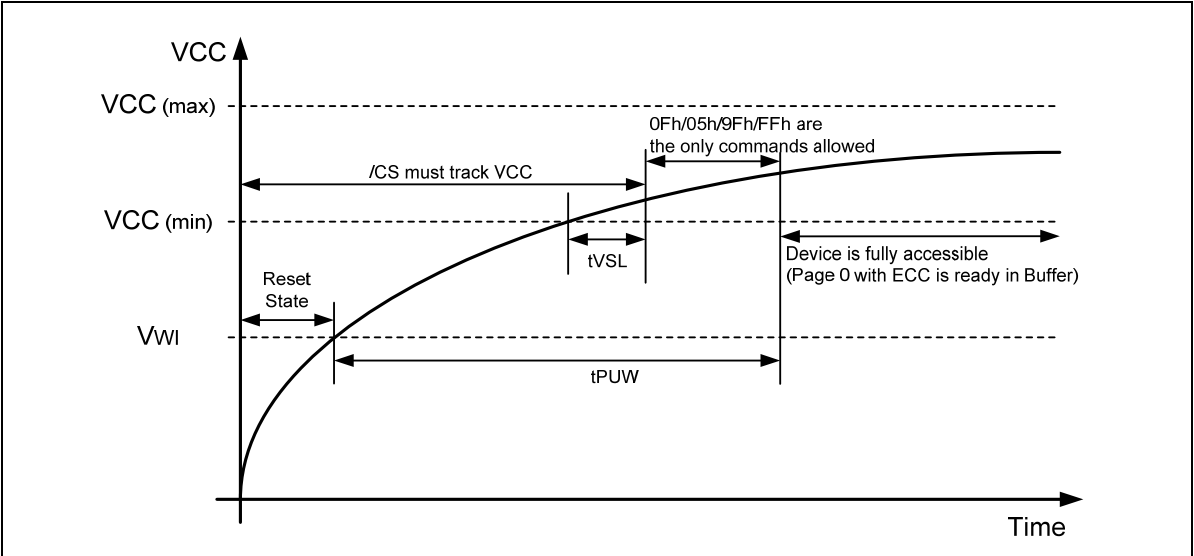 VCC
VCC (max)
0Fh/05h/9Fh/FFh are
the only commands allowed
/CS must track VCC
VCC (min)
tVSL
Device is fully accessible
(Page 0 with ECC is ready in Buffer)
Reset
State
VWI
tPUW
Time